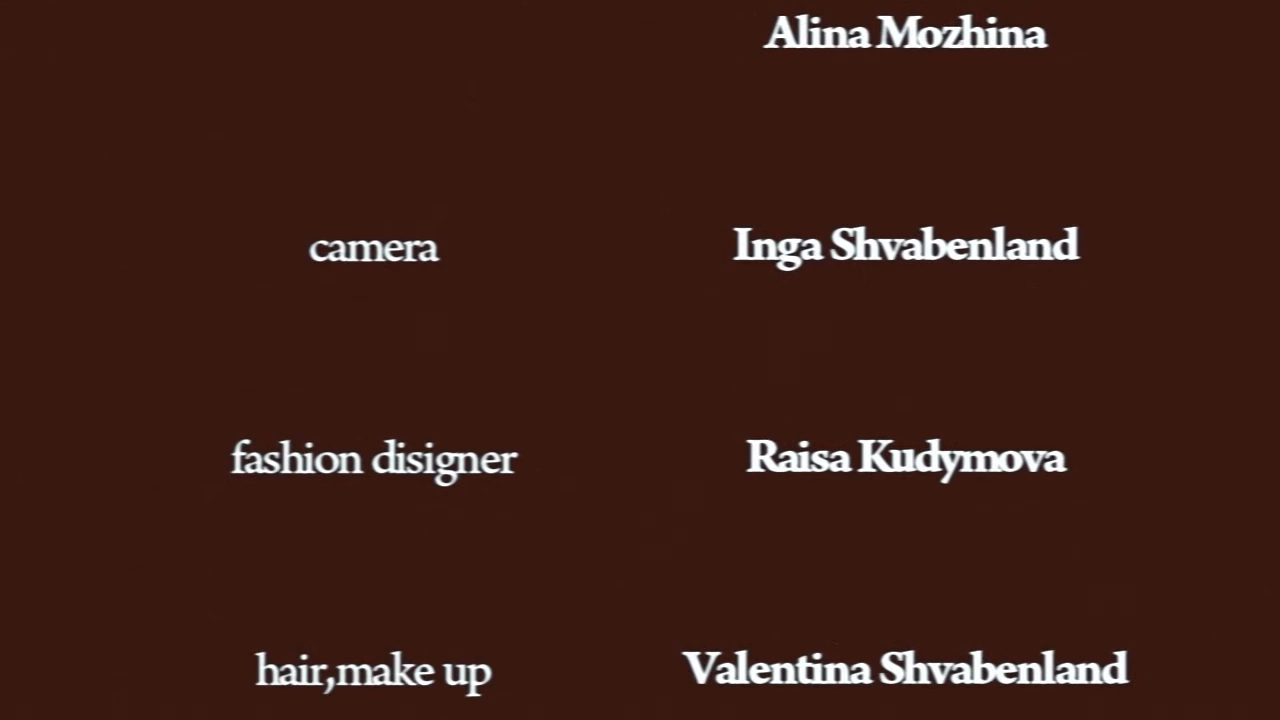 Alina Mozhina
camera Inga Shvabenland
fashion disigner Raisa Kudymova
hair,make up Valentina Shvabenland